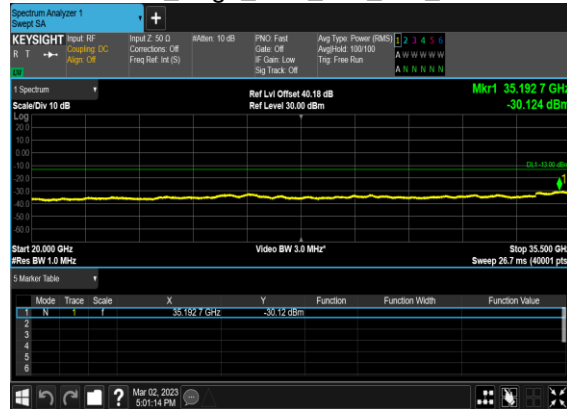 Spectrum Analyzer 1
Swept SA
+
KEYSIGHT Input: RF
R T Coupling: DC
Align: Off
Input Z: 50 Ω
Corrections: Off
Freq Ref: Int (S)
#Atten: 10 dB
PNO: Fast
Gate: Off
IF Gain: Low
Sig Track: Off
Avg Type: Power (RMS)
Avg|Hold: 100/100
Trig: Free Run
1 2 3 4 5 6
A W W W W W
A N N N N N
1 Spectrum
Scale/Div 10 dB
Ref Lvl Offset 40.18 dB
Ref Level 30.00 dBm
Mkr1 35.192 7 GHz
-30.124 dBm
Log
20.0
10.0
0.00
-10.0
-20.0
-30.0
-40.0
-50.0
-60.0
DL1 -13.00 dBm
1
Start 20.000 GHz
#Res BW 1.0 MHz
Video BW 3.0 MHz*
Stop 35.500 GHz
Sweep 26.7 ms (40001 pts)
5 Marker Table
Mode Trace Scale X Y Function Function Width Function Value
1 N 1 f 35.192 7 GHz -30.12 dBm
2
3
4
5
6
? Mar 02, 2023
5:01:14 PM